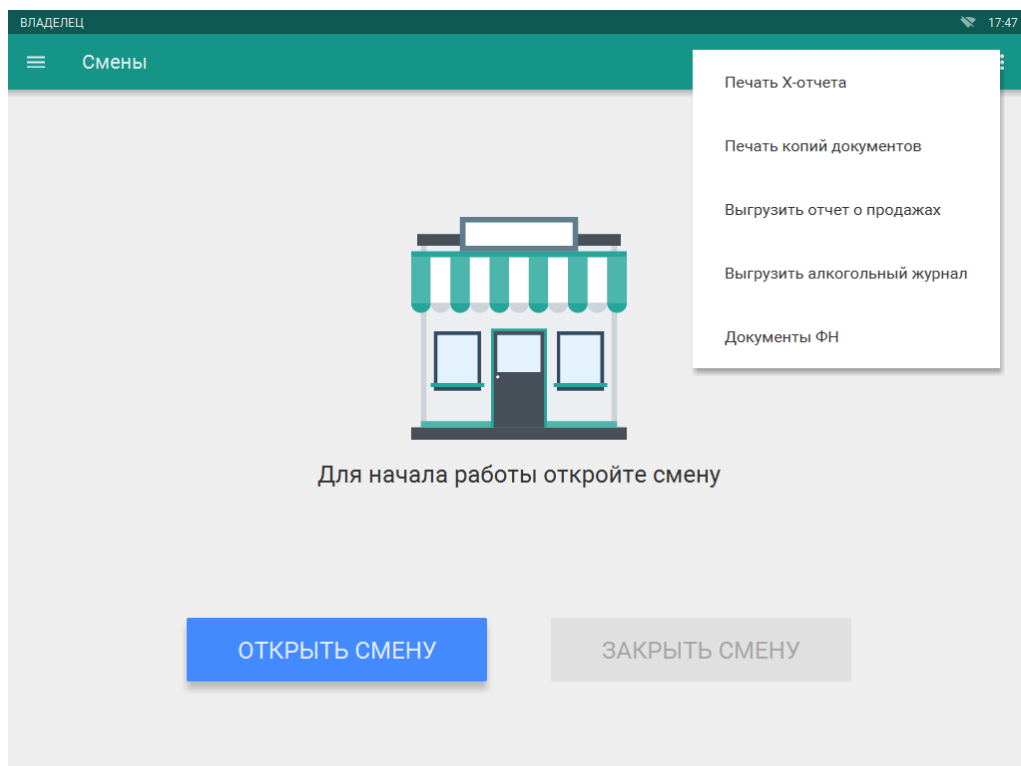 ВЛАДЕЛЕЦ
17:47
Смены
Печать X-отчета
Печать копий документов
Выгрузить отчет о продажах
Выгрузить алкогольный журнал
Документы ФН
Для начала работы откройте смену
ОТКРЫТЬ СМЕНУ
ЗАКРЫТЬ СМЕНУ